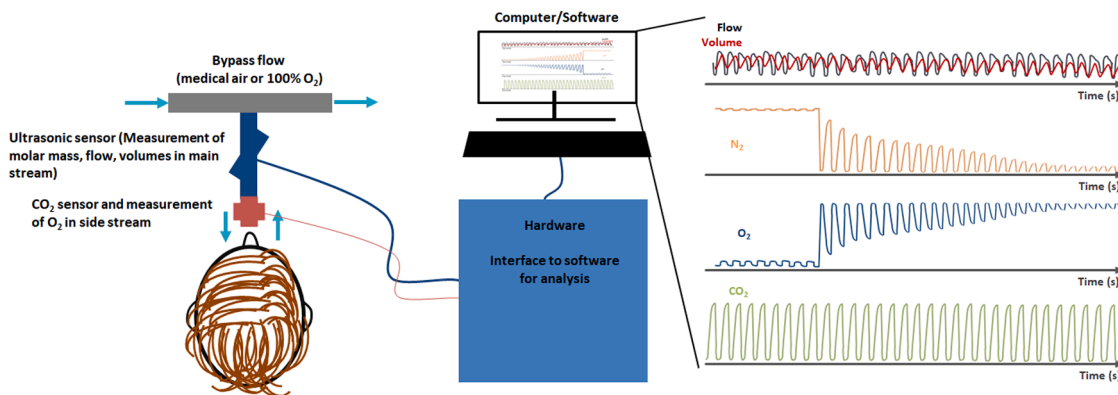 Computer/Software
Bypass flow
(medical air or 100% O₂)
Ultrasonic sensor (Measurement of
molar mass, flow, volumes in main
stream)
CO₂ sensor and measurement
of O₂ in side stream
Hardware
Interface to software
for analysis
Flow
Volume
Time (s)
N₂
Time (s)
O₂
Time (s)
CO₂
Time (s)